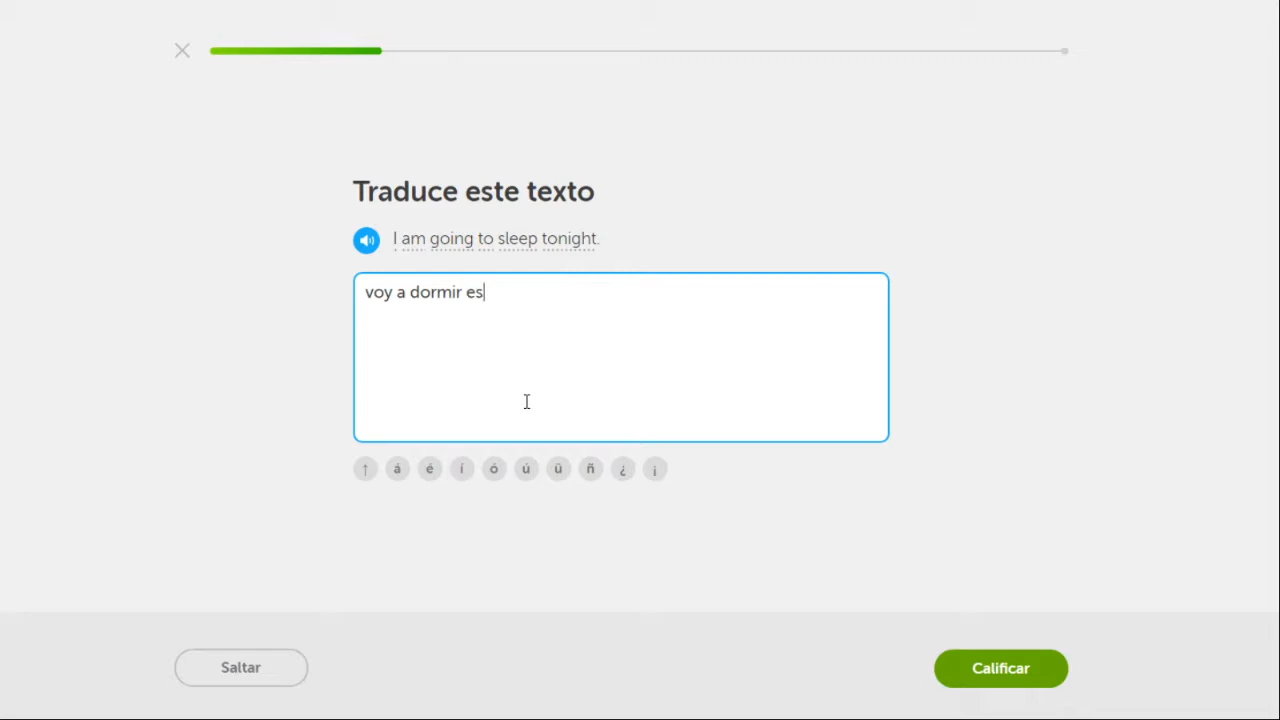 Traduce este texto
I am going to sleep tonight.
voy a dormir es
↑ á é í ó ú ü ñ ¿ ¡
Saltar
Calificar